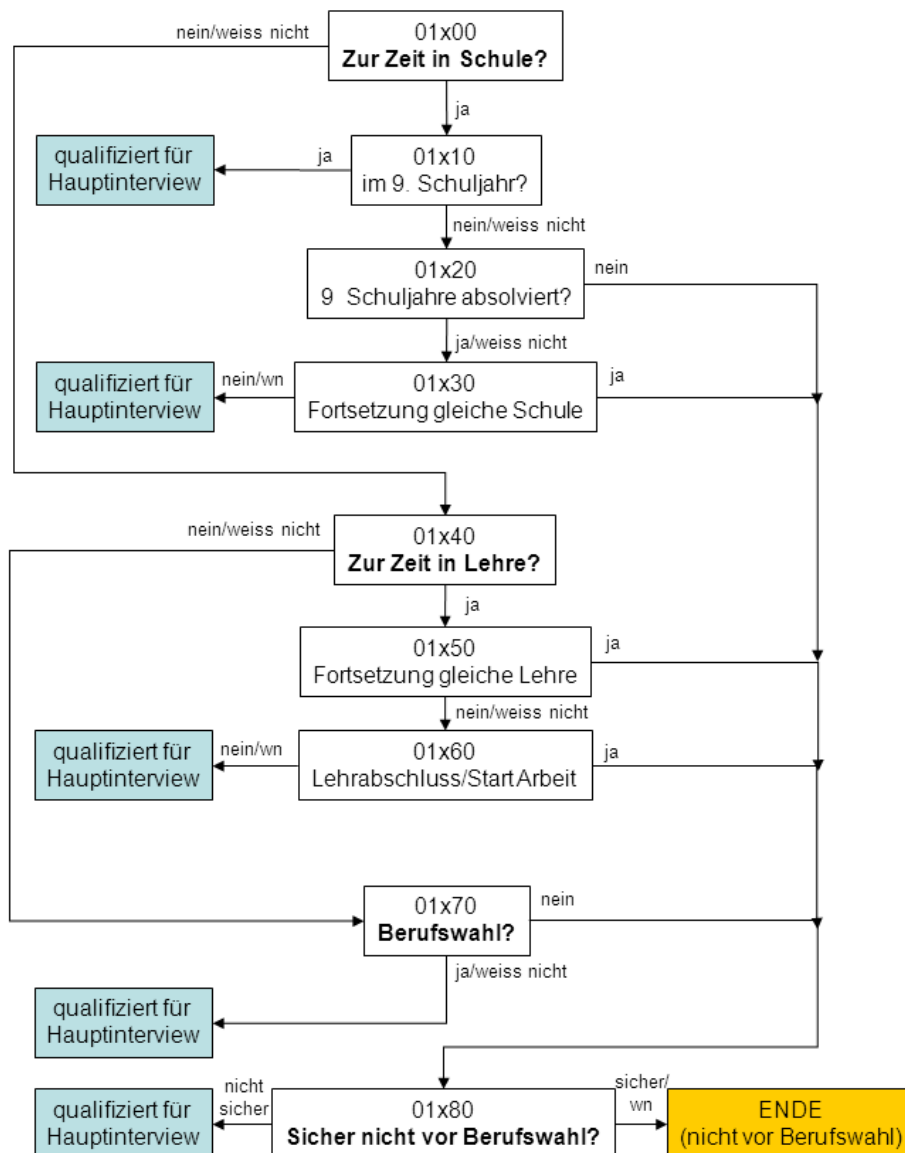 nein/weiss nicht
01x00
Zur Zeit in Schule?
ja
qualifiziert für
Hauptinterview
ja
01x10
im 9. Schuljahr?
nein/weiss nicht
01x20
9 Schuljahre absolviert?
nein
ja/weiss nicht
qualifiziert für
Hauptinterview
nein/wn
01x30
Fortsetzung gleiche Schule
ja
nein/weiss nicht
01x40
Zur Zeit in Lehre?
ja
01x50
Fortsetzung gleiche Lehre
ja
nein/weiss nicht
qualifiziert für
Hauptinterview
nein/wn
01x60
Lehrabschluss/Start Arbeit
ja
01x70
Berufswahl?
nein
ja/weiss nicht
qualifiziert für
Hauptinterview
qualifiziert für
Hauptinterview
nicht
sicher
01x80
Sicher nicht vor Berufswahl?
sicher/
wn
ENDE
(nicht vor Berufswahl)